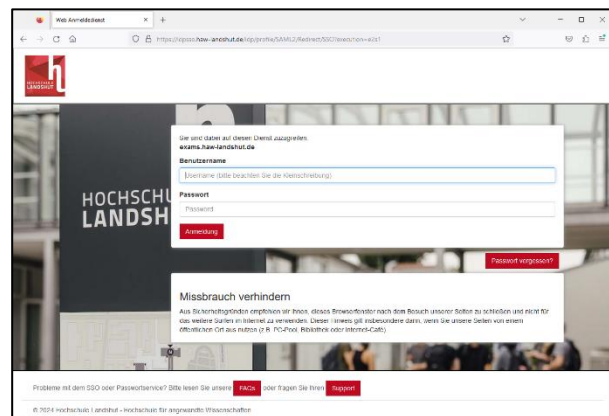 Web Anmeldedienst
haw-landshut.de/idp/profile/SAML2/Redirect/SSO?execution=e2s1
HOCHSCHULE
LANDSHUT
Sie sind dabei auf diesen Dienst zuzugreifen:
exams.haw-landshut.de
Benutzername
Username (bitte beachten Sie die Kleinschreibung)
Passwort
Password
Anmeldung
HOCHSCHU
LANDSH
Passwort vergessen?
Missbrauch verhindern
Aus Sicherheitsgründen empfehlen wir Ihnen, dieses Browserfenster nach dem Besuch unserer Seiten zu schließen und nicht für
das weitere Surfen im Internet zu verwenden. Dieser Hinweis gilt insbesondere dann, wenn Sie unsere Seiten von einem
öffentlichen Ort aus nutzen (z.B. PC-Pool, Bibliothek oder Internet-Café).
Probleme mit dem SSO oder Passwortservice? Bitte lesen Sie unsere FAQs oder fragen Sie Ihren Support
© 2024 Hochschule Landshut - Hochschule für angewandte Wissenschaften